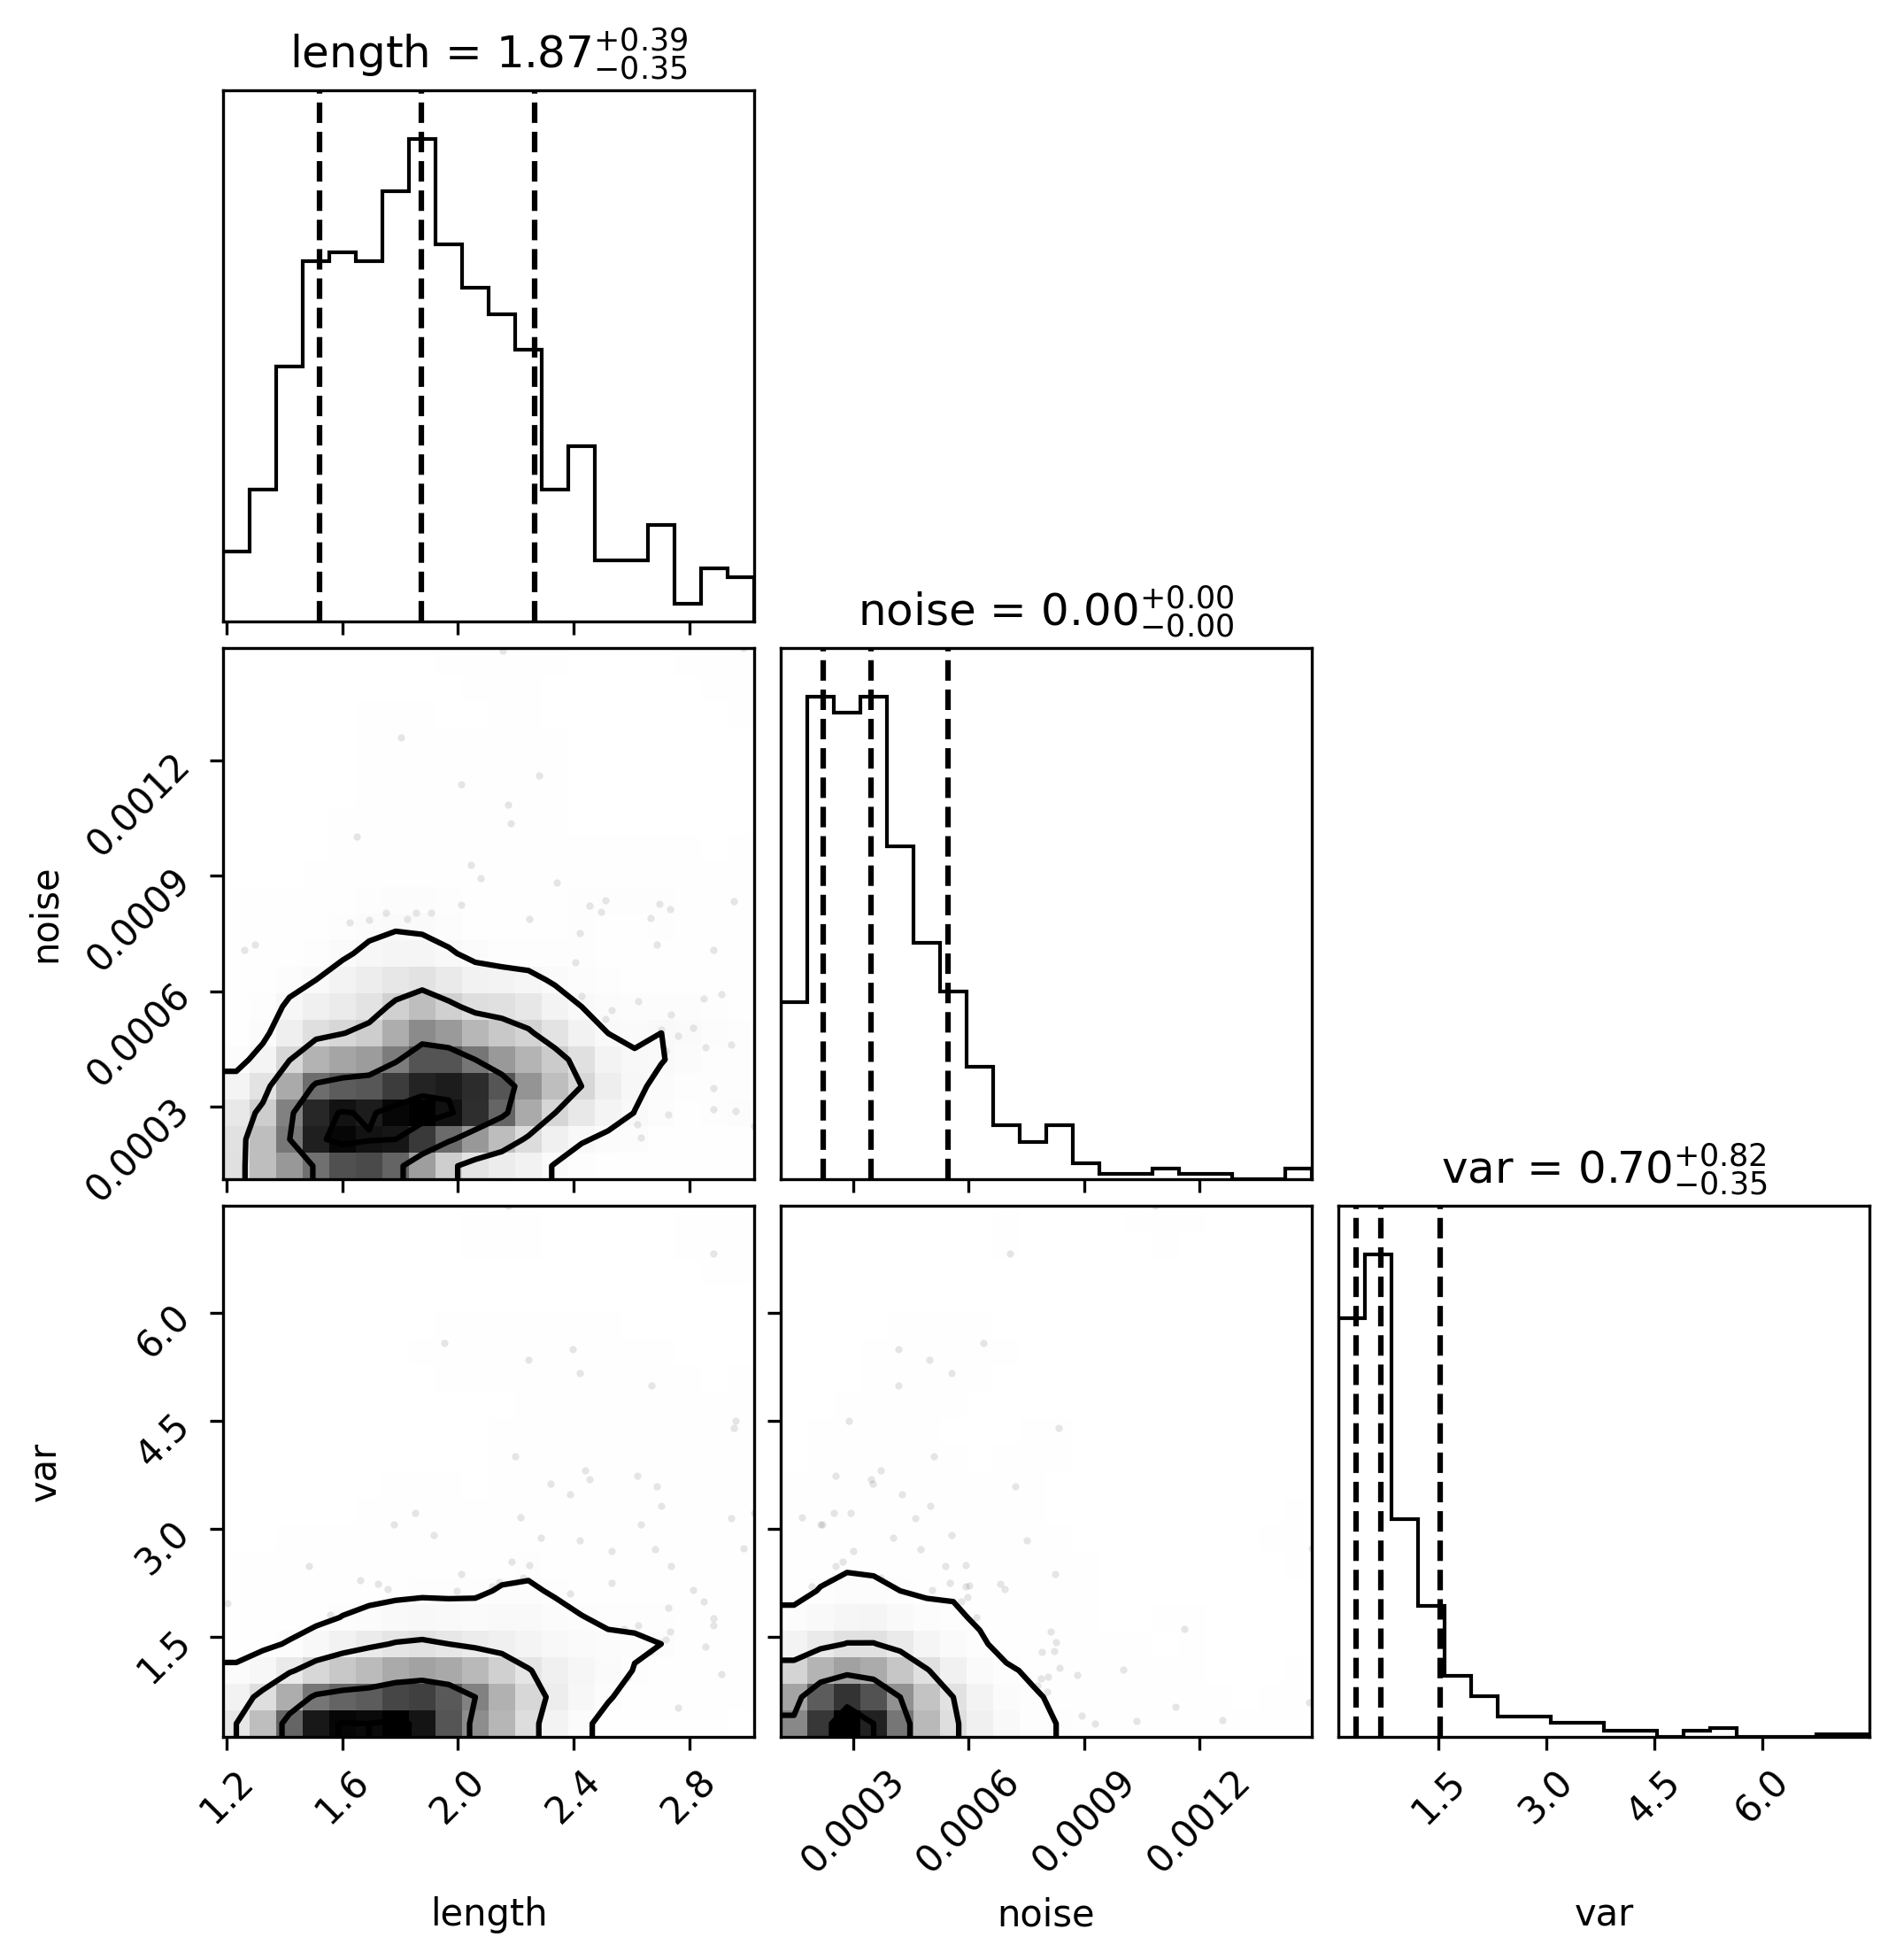 length = 1.87 +0.39 −0.35
noise = 0.00 +0.00 −0.00
0.0012
0.0009
0.0006
0.0003
noise
var = 0.70 +0.82 −0.35
6.0
4.5
3.0
1.5
var
1.2 1.6 2.0 2.4 2.8
0.0003 0.0006 0.0009 0.0012
1.5 3.0 4.5 6.0
length
noise
var